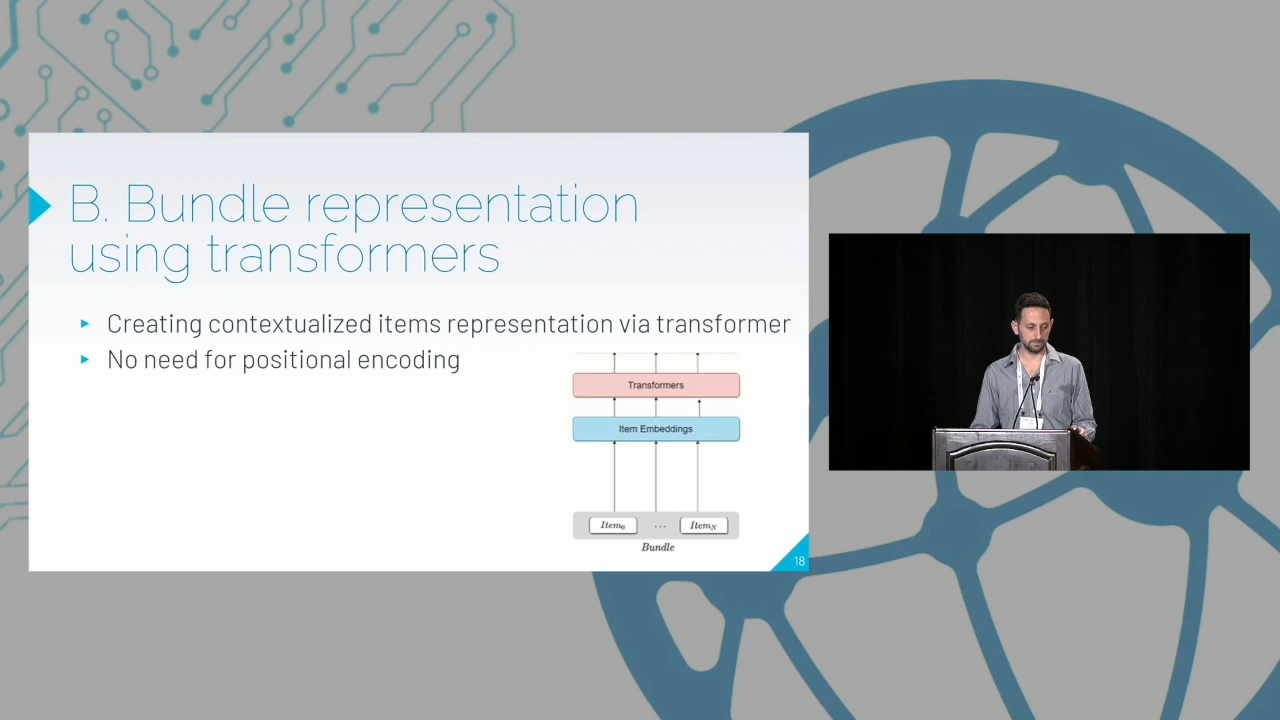 B. Bundle representation
using transformers
Creating contextualized items representation via transformer
No need for positional encoding
Transformers
Item Embeddings
Item₀ ... Item_N
Bundle
18